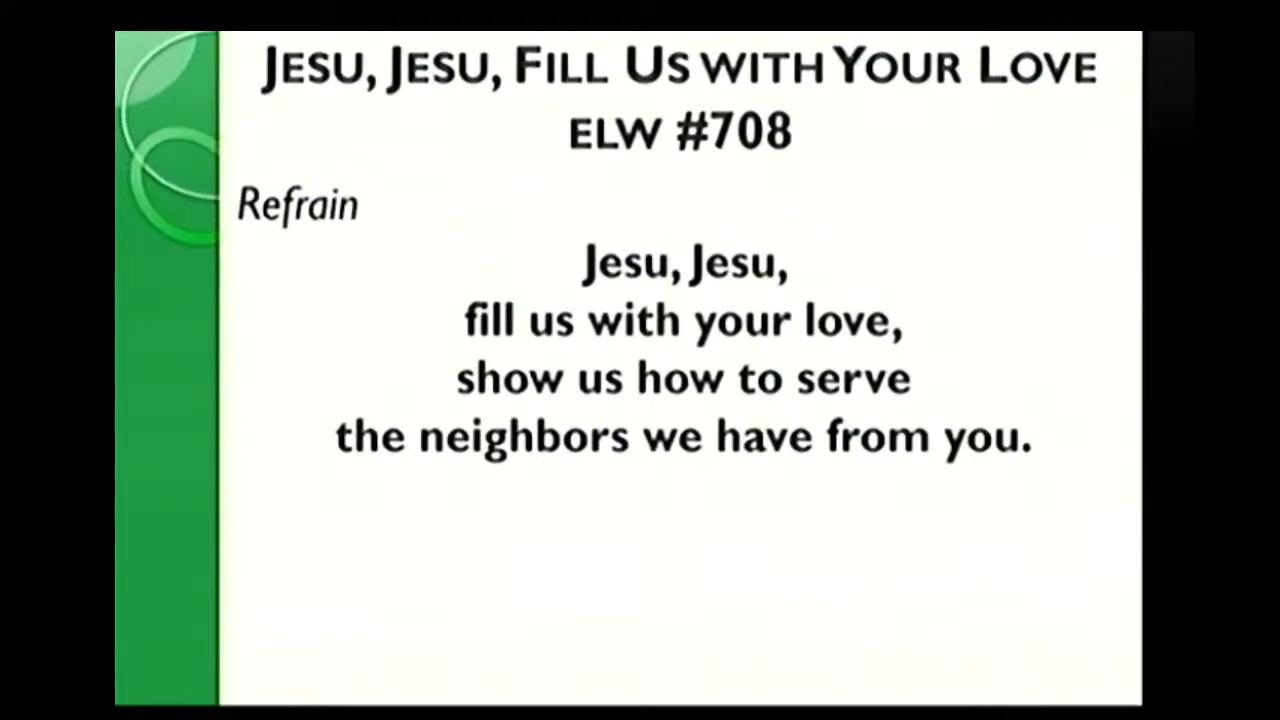 Jesu, Jesu, Fill Us with Your Love
ELW #708
Refrain
Jesu, Jesu,
fill us with your love,
show us how to serve
the neighbors we have from you.